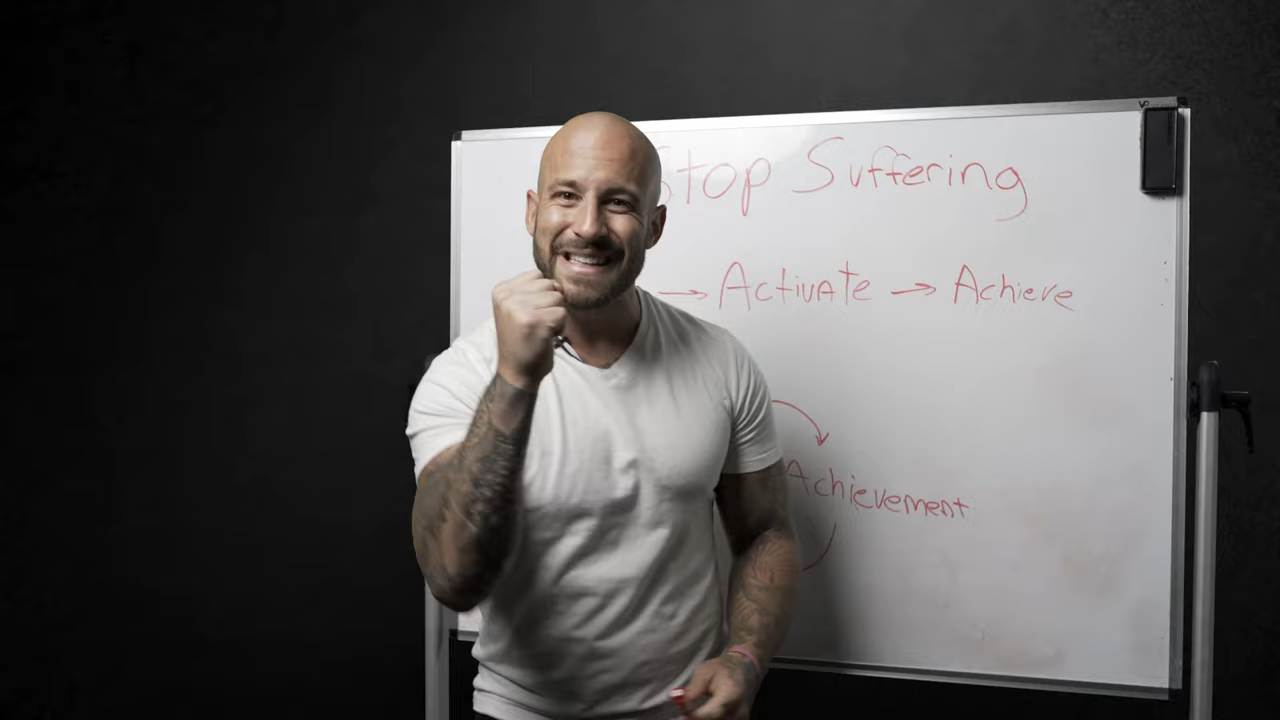 Stop Suffering
→ Activate → Achieve
Achievement